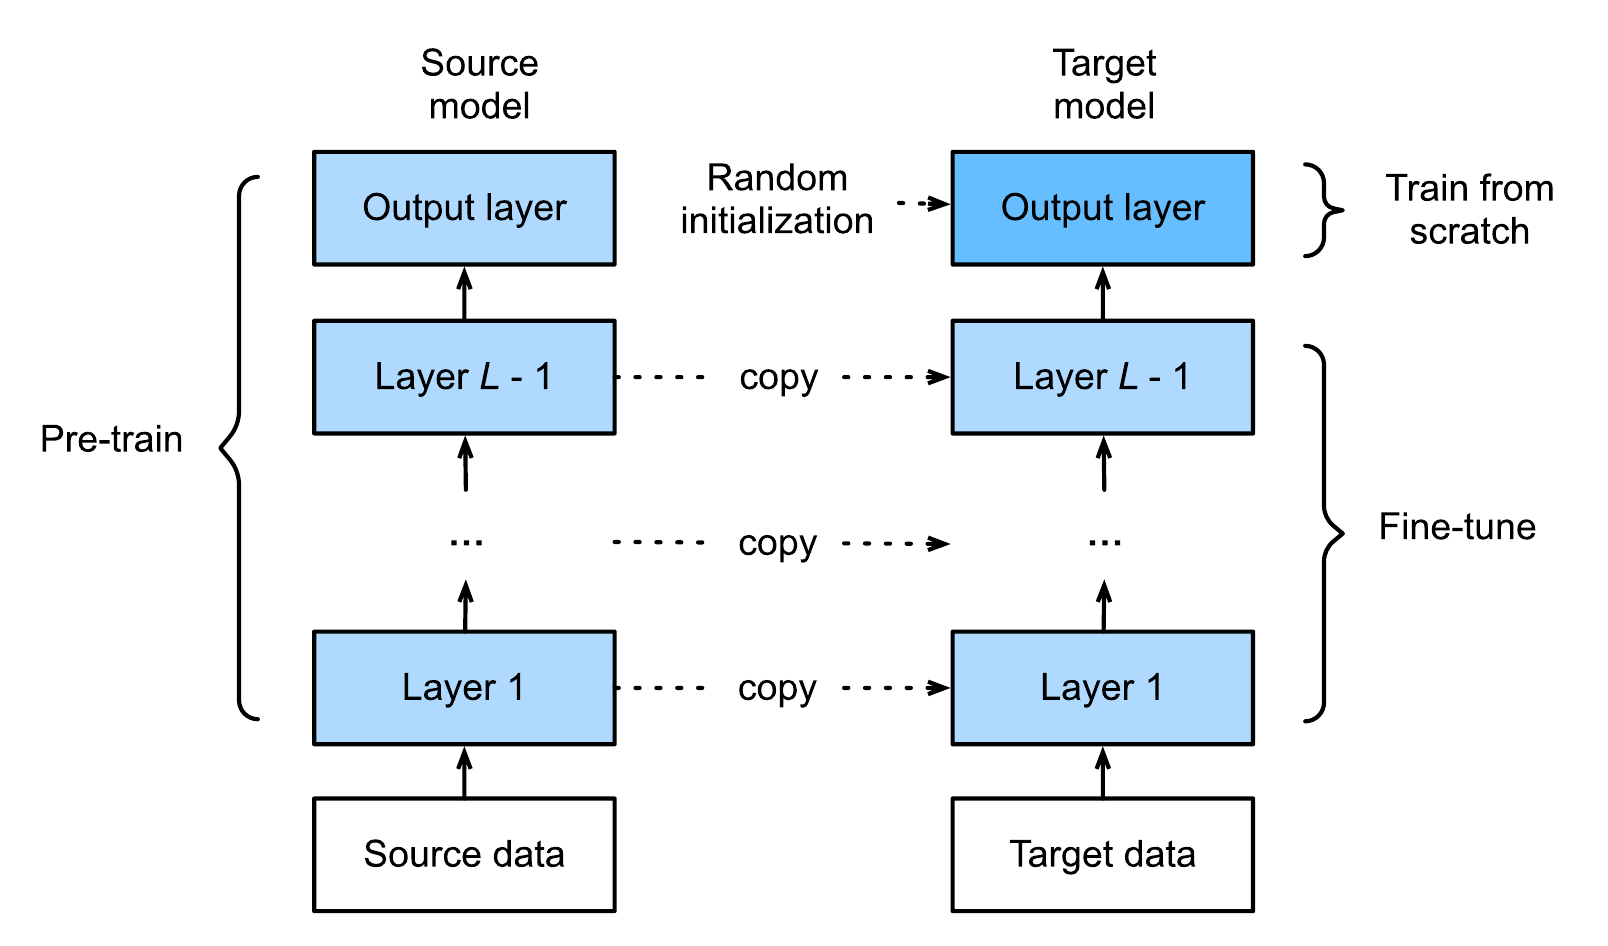 Source
model
Target
model
Output layer
Random
initialization
Output layer
Train from
scratch
Layer L - 1
copy
Layer L - 1
Pre-train
...
copy
...
Fine-tune
Layer 1
copy
Layer 1
Source data
Target data